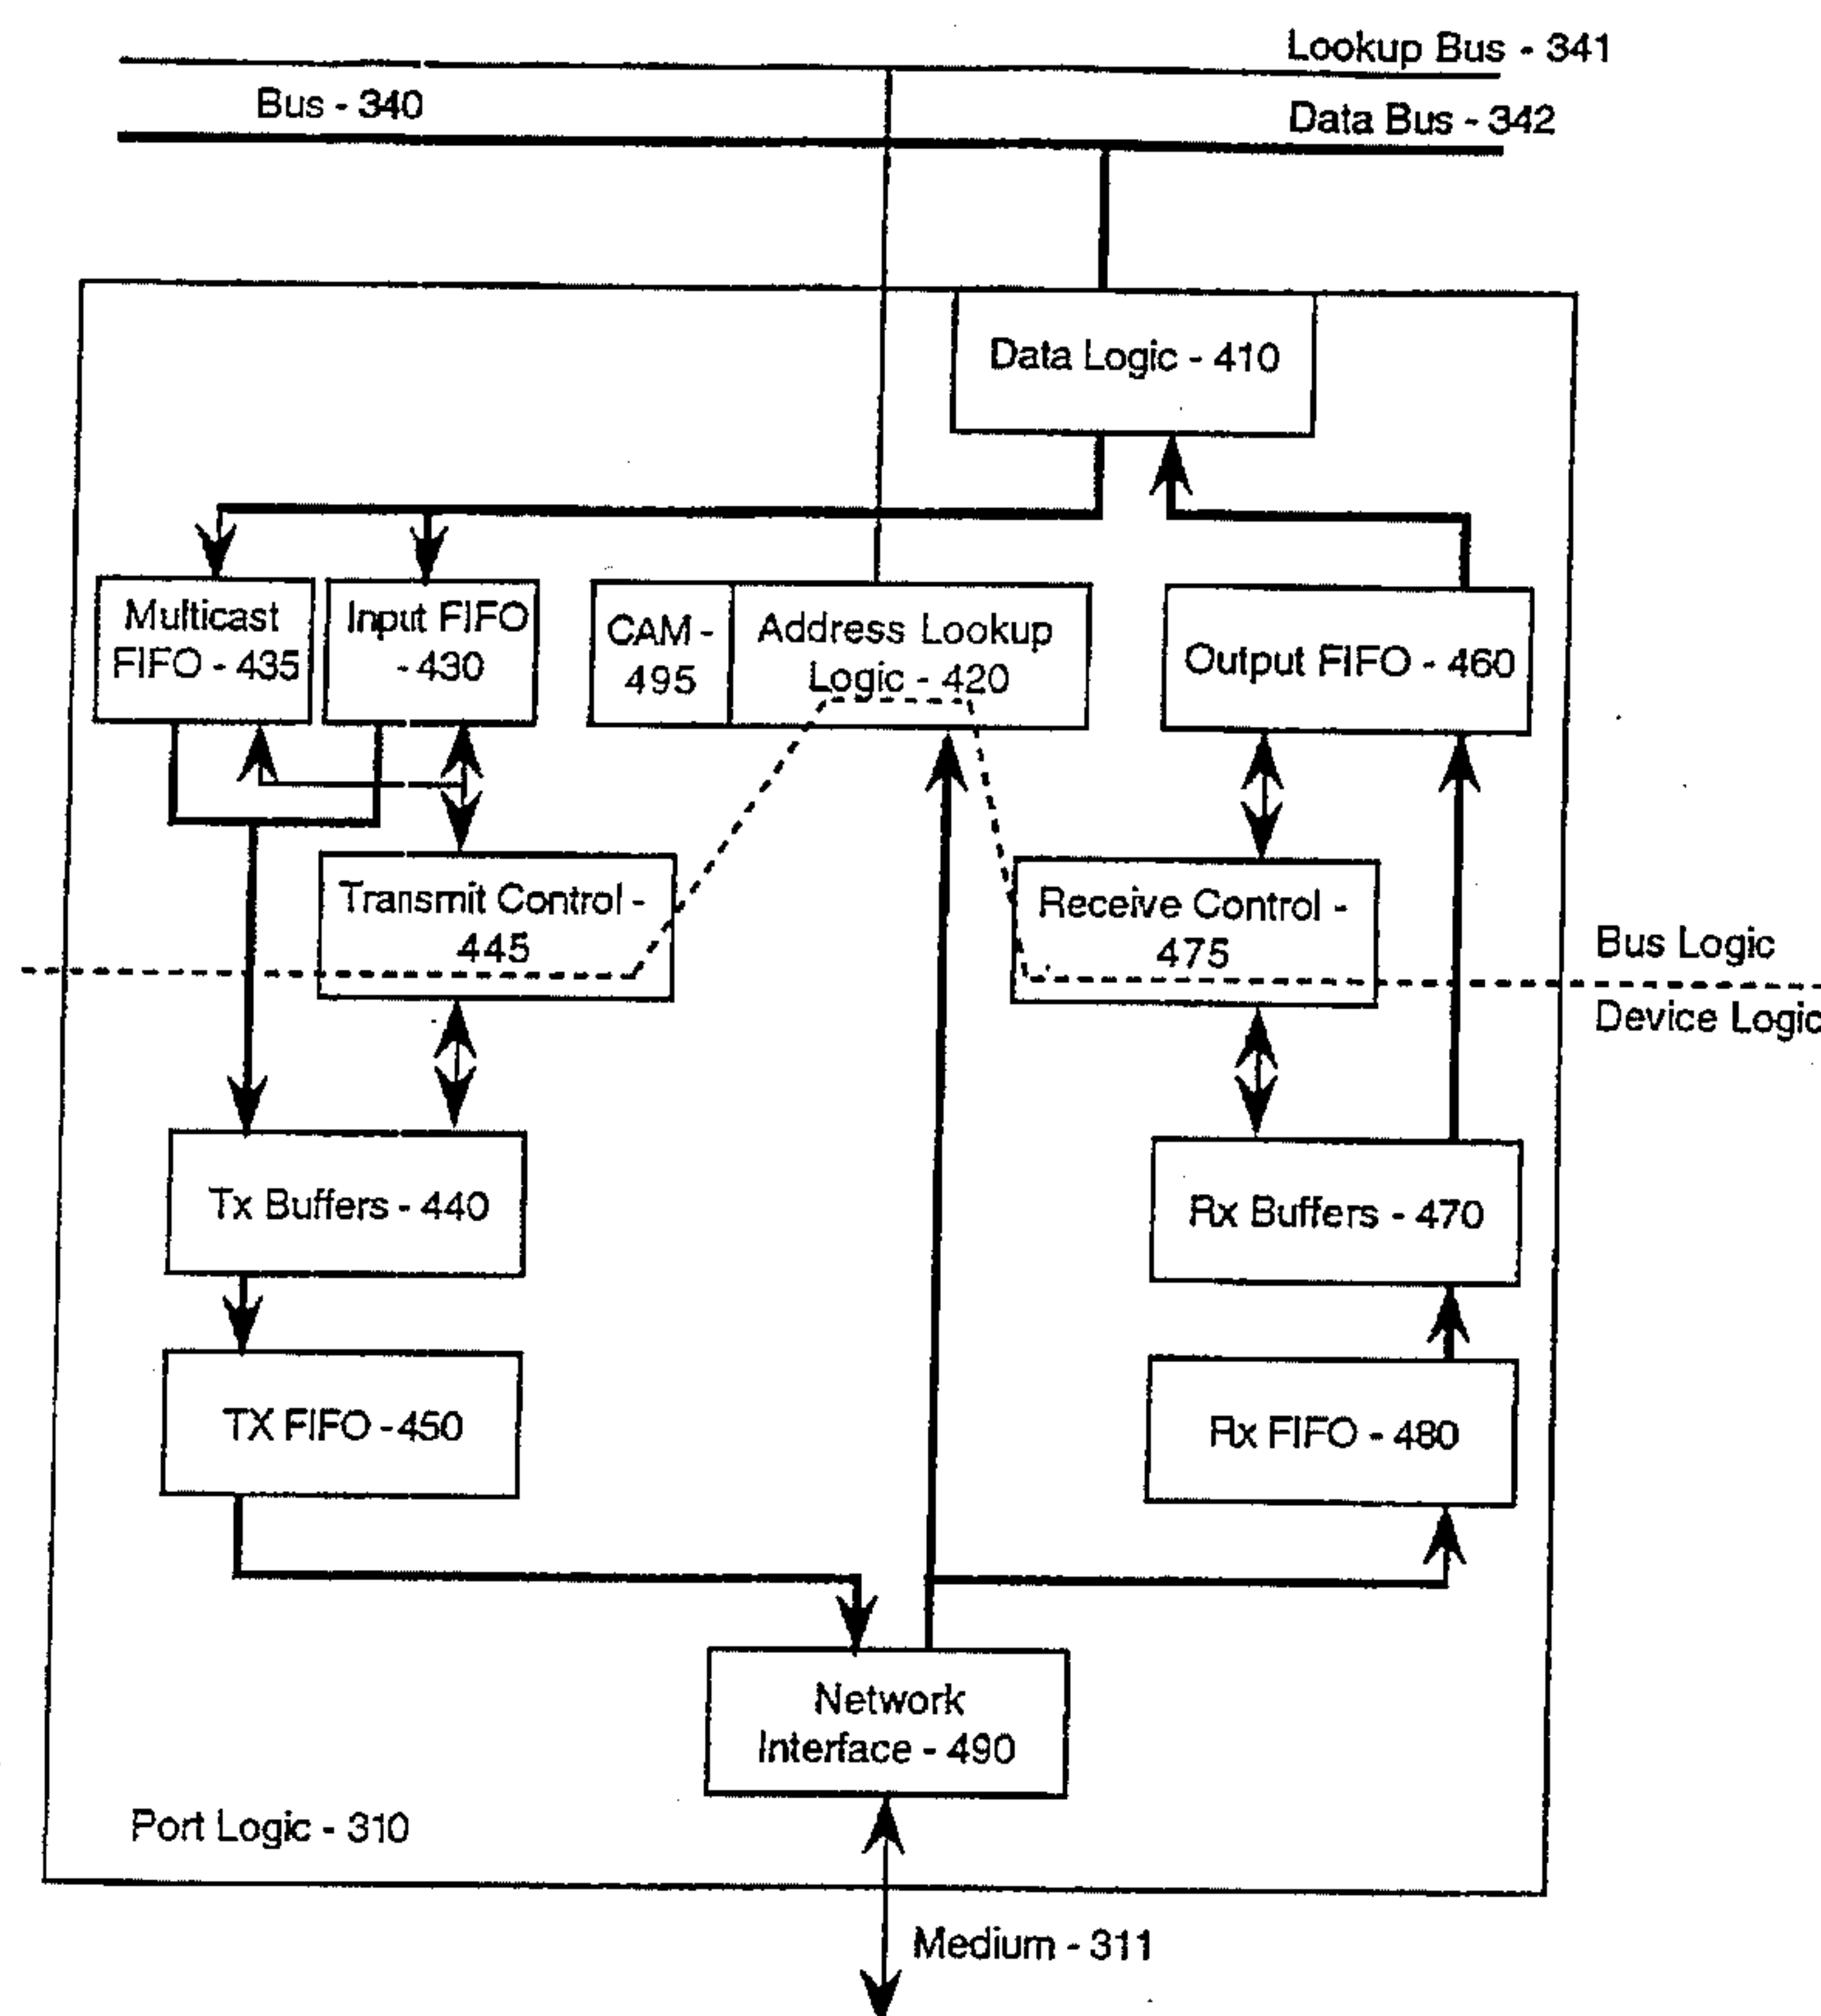 Lookup Bus - 341
Bus - 340
Data Bus - 342
Data Logic - 410
Multicast
FIFO - 435
Input FIFO
- 430
CAM -
495
Address Lookup
Logic - 420
Output FIFO - 460
Transmit Control -
445
Receive Control -
475
Bus Logic
Device Logic
Tx Buffers - 440
Rx Buffers - 470
TX FIFO - 450
Rx FIFO - 480
Network
Interface - 490
Port Logic - 310
Medium - 311